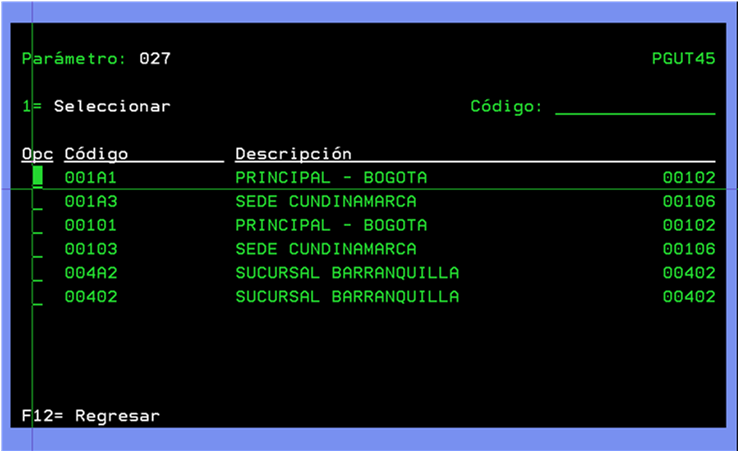 Parámetro: 027 PGUT45
1= Seleccionar Código:
Opc Código Descripción
001A1 PRINCIPAL - BOGOTA 00102
001A3 SEDE CUNDINAMARCA 00106
00101 PRINCIPAL - BOGOTA 00102
00103 SEDE CUNDINAMARCA 00106
004A2 SUCURSAL BARRANQUILLA 00402
00402 SUCURSAL BARRANQUILLA 00402
F12= Regresar